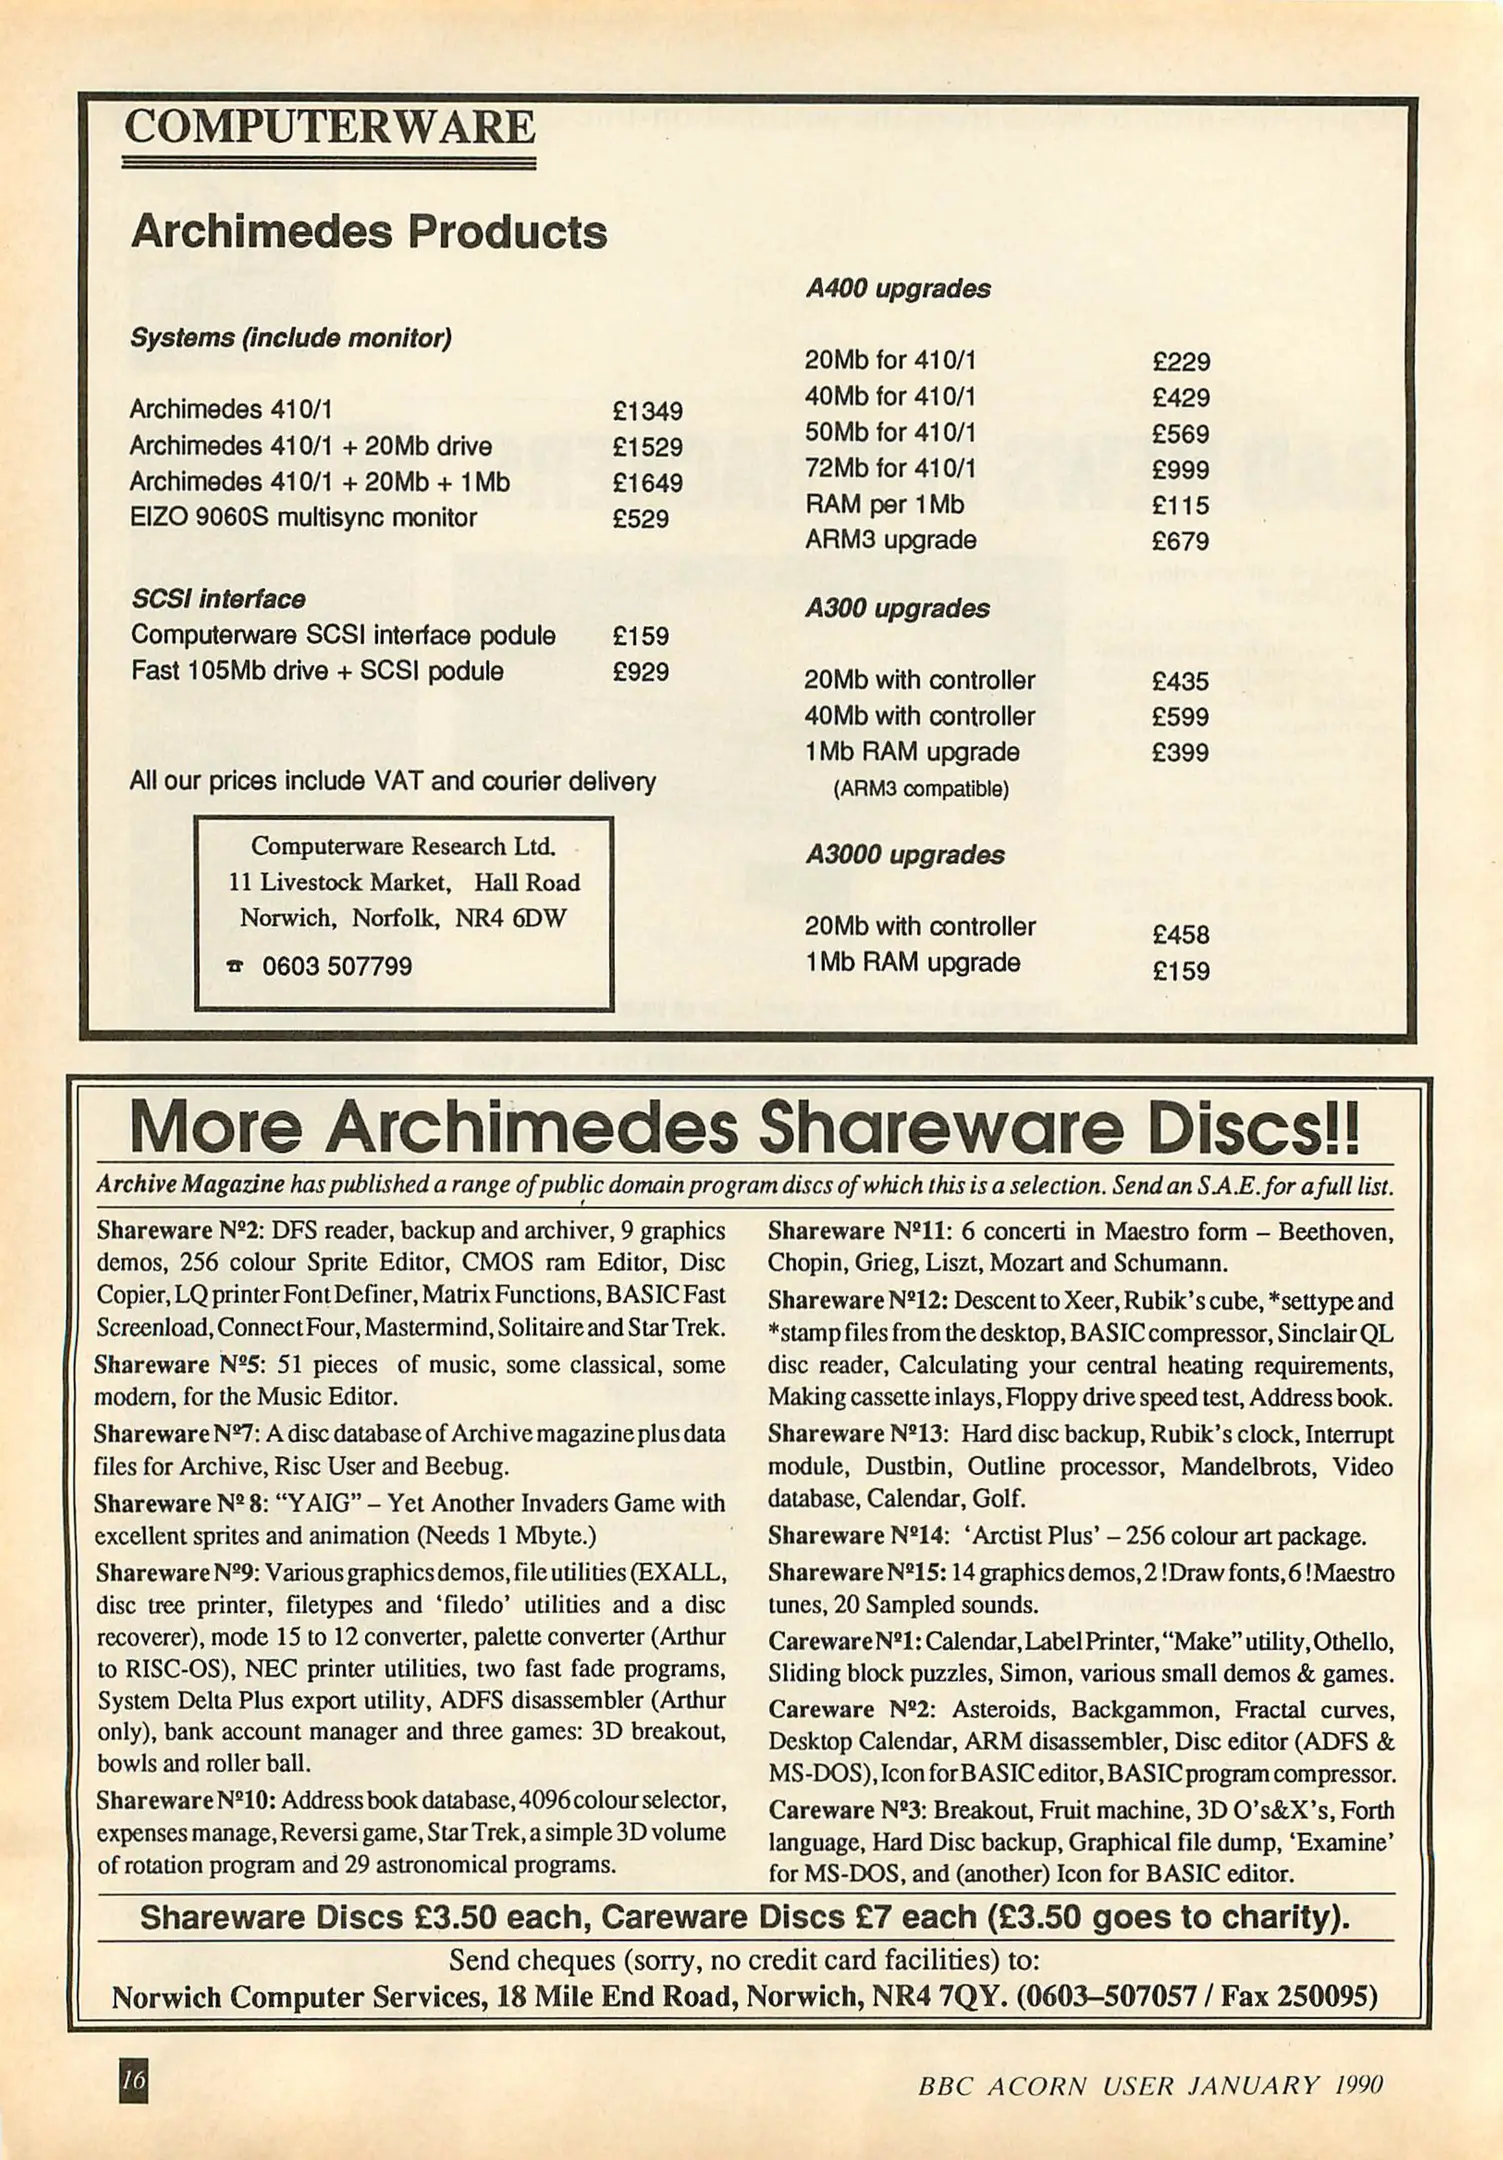 COMPUTERWARE
Archimedes Products
Systems (include monitor)
Archimedes 410/1 £1349
Archimedes 410/1 + 20Mb drive £1529
Archimedes 410/1 + 20Mb + 1Mb £1649
EIZO 9060S multisync monitor £529
SCSI interface
Computerware SCSI interface podule £159
Fast 105Mb drive + SCSI podule £929
All our prices include VAT and courier delivery
Computerware Research Ltd.
11 Livestock Market, Hall Road
Norwich, Norfolk, NR4 6DW
☎ 0603 507799
A400 upgrades
20Mb for 410/1 £229
40Mb for 410/1 £429
50Mb for 410/1 £569
72Mb for 410/1 £999
RAM per 1Mb £115
ARM3 upgrade £679
A300 upgrades
20Mb with controller £435
40Mb with controller £599
1Mb RAM upgrade £399
(ARM3 compatible)
A3000 upgrades
20Mb with controller £458
1Mb RAM upgrade £159
More Archimedes Shareware Discs!!
Archive Magazine has published a range of public domain program discs of which this is a selection. Send an S.A.E. for a full list.
Shareware Nº2: DFS reader, backup and archiver, 9 graphics
demos, 256 colour Sprite Editor, CMOS ram Editor, Disc
Copier, LQ printer Font Definer, Matrix Functions, BASIC Fast
Screenload, Connect Four, Mastermind, Solitaire and Star Trek.
Shareware Nº5: 51 pieces of music, some classical, some
modern, for the Music Editor.
Shareware Nº7: A disc database of Archive magazine plus data
files for Archive, Risc User and Beebug.
Shareware Nº 8: “YAIG” – Yet Another Invaders Game with
excellent sprites and animation (Needs 1 Mbyte.)
Shareware Nº9: Various graphics demos, file utilities (EXALL,
disc tree printer, filetypes and ‘filedo’ utilities and a disc
recoverer), mode 15 to 12 converter, palette converter (Arthur
to RISC-OS), NEC printer utilities, two fast fade programs,
System Delta Plus export utility, ADFS disassembler (Arthur
only), bank account manager and three games: 3D breakout,
bowls and roller ball.
Shareware Nº10: Address book database, 4096 colour selector,
expenses manage, Reversi game, Star Trek, a simple 3D volume
of rotation program and 29 astronomical programs.
Shareware Nº11: 6 concerti in Maestro form – Beethoven,
Chopin, Grieg, Liszt, Mozart and Schumann.
Shareware Nº12: Descent to Xeer, Rubik’s cube, *settype and
*stamp files from the desktop, BASIC compressor, Sinclair QL
disc reader, Calculating your central heating requirements,
Making cassette inlays, Floppy drive speed test, Address book.
Shareware Nº13: Hard disc backup, Rubik’s clock, Interrupt
module, Dustbin, Outline processor, Mandelbrots, Video
database, Calendar, Golf.
Shareware Nº14: ‘Arctist Plus’ – 256 colour art package.
Shareware Nº15: 14 graphics demos, 2 !Draw fonts, 6 !Maestro
tunes, 20 Sampled sounds.
Careware Nº1: Calendar, Label Printer, “Make” utility, Othello,
Sliding block puzzles, Simon, various small demos & games.
Careware Nº2: Asteroids, Backgammon, Fractal curves,
Desktop Calendar, ARM disassembler, Disc editor (ADFS &
MS-DOS), Icon for BASIC editor, BASIC program compressor.
Careware Nº3: Breakout, Fruit machine, 3D O’s&X’s, Forth
language, Hard Disc backup, Graphical file dump, ‘Examine’
for MS-DOS, and (another) Icon for BASIC editor.
Shareware Discs £3.50 each, Careware Discs £7 each (£3.50 goes to charity).
Send cheques (sorry, no credit card facilities) to:
Norwich Computer Services, 18 Mile End Road, Norwich, NR4 7QY. (0603–507057 / Fax 250095)
16
BBC ACORN USER JANUARY 1990